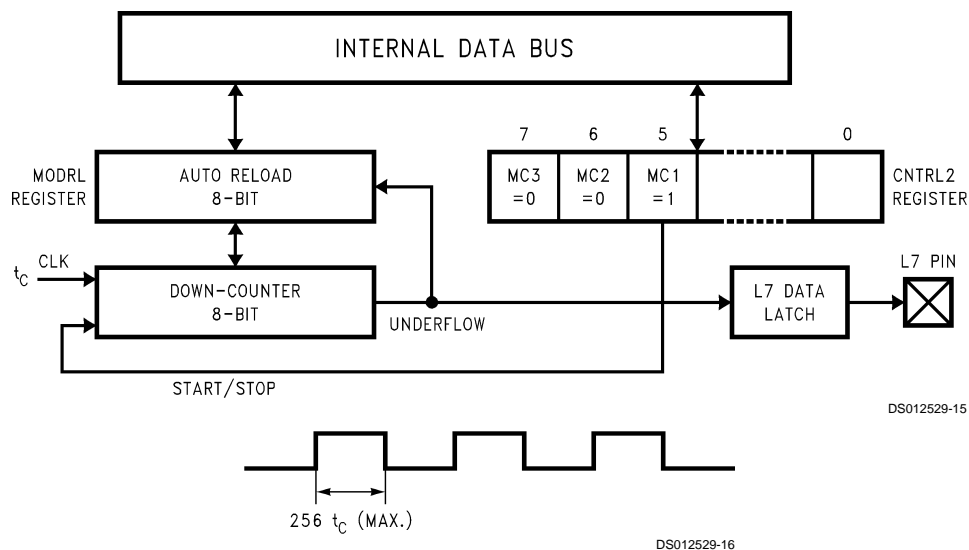 INTERNAL DATA BUS
7 6 5 0
MODRL
REGISTER
AUTO RELOAD
8-BIT
MC3
=0
MC2
=0
MC1
=1
CNTRL2
REGISTER
tC CLK
DOWN-COUNTER
8-BIT
UNDERFLOW
L7 DATA
LATCH
L7 PIN
START/STOP
DS012529-15
256 tC (MAX.)
DS012529-16